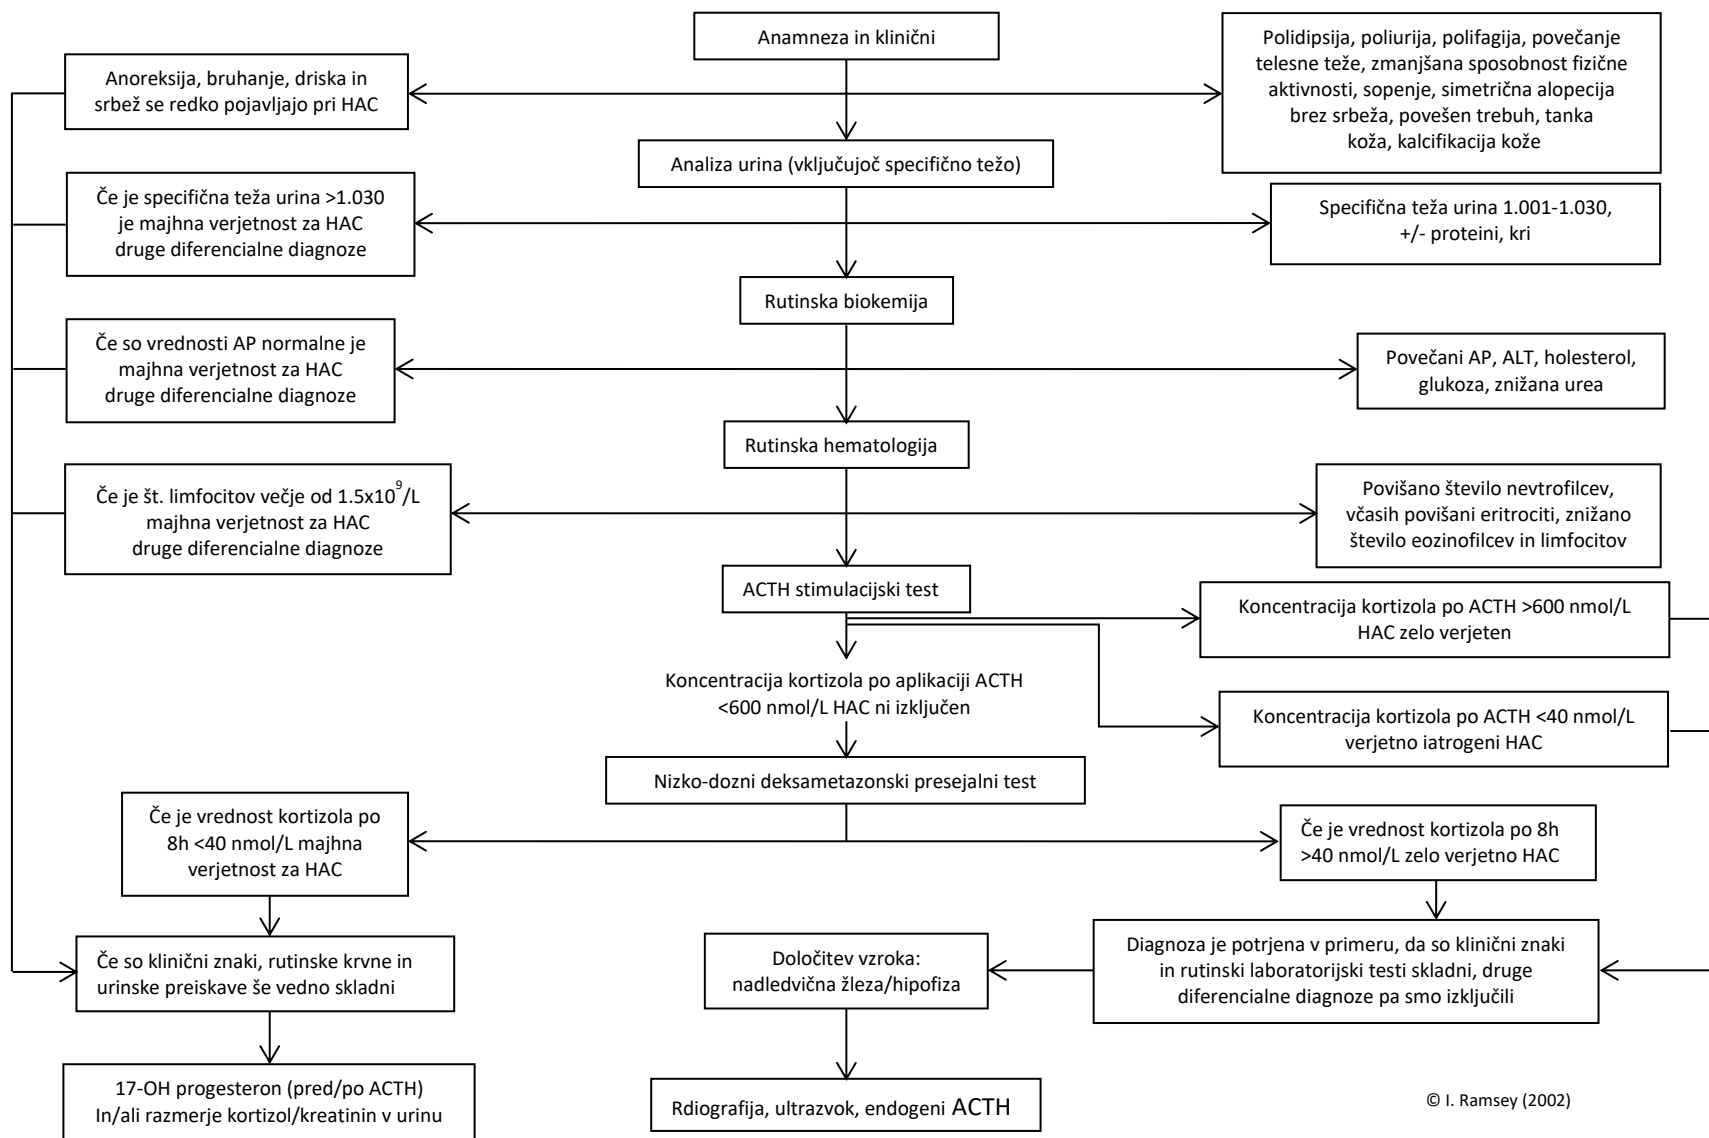 Anamneza in klinični
Anoreksija, bruhanje, driska in
srbež se redko pojavljajo pri HAC
Polidipsija, poliurija, polifagija, povečanje
telesne teže, zmanjšana sposobnost fizične
aktivnosti, sopenje, simetrična alopecija
brez srbeža, povešen trebuh, tanka
koža, kalcifikacija kože
Analiza urina (vključujoč specifično težo)
Če je specifična teža urina >1.030
je majhna verjetnost za HAC
druge diferencialne diagnoze
Specifična teža urina 1.001-1.030,
+/- proteini, kri
Rutinska biokemija
Če so vrednosti AP normalne je
majhna verjetnost za HAC
druge diferencialne diagnoze
Povečani AP, ALT, holesterol,
glukoza, znižana urea
Rutinska hematologija
Če je št. limfocitov večje od 1.5x10⁹/L
majhna verjetnost za HAC
druge diferencialne diagnoze
Povišano število nevtrofilcev,
včasih povišani eritrociti, znižano
število eozinofilcev in limfocitov
ACTH stimulacijski test
Koncentracija kortizola po ACTH >600 nmol/L
HAC zelo verjeten
Koncentracija kortizola po aplikaciji ACTH
<600 nmol/L HAC ni izključen
Koncentracija kortizola po ACTH <40 nmol/L
verjetno iatrogeni HAC
Nizko-dozni deksametazonski presejalni test
Če je vrednost kortizola po
8h <40 nmol/L majhna
verjetnost za HAC
Če je vrednost kortizola po 8h
>40 nmol/L zelo verjetno HAC
Če so klinični znaki, rutinske krvne in
urinske preiskave še vedno skladni
Določitev vzroka:
nadledvična žleza/hipofiza
Diagnoza je potrjena v primeru, da so klinični znaki
in rutinski laboratorijski testi skladni, druge
diferencialne diagnoze pa smo izključili
17-OH progesteron (pred/po ACTH)
In/ali razmerje kortizol/kreatinin v urinu
Rdiografija, ultrazvok, endogeni ACTH
© I. Ramsey (2002)